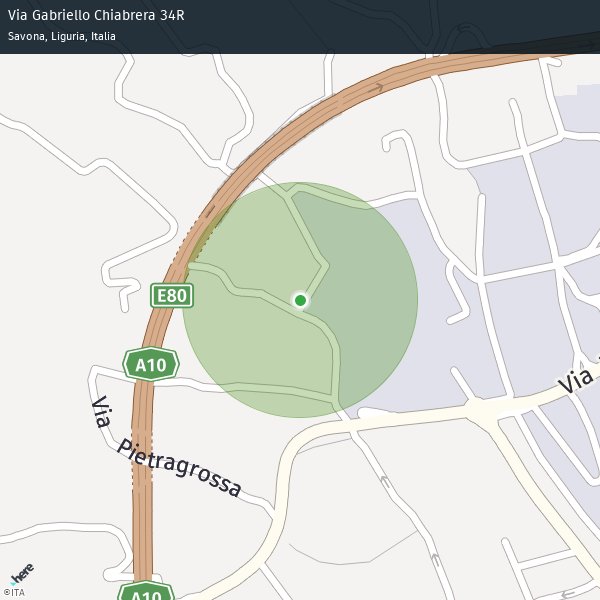 Via Gabriello Chiabrera 34R
Savona, Liguria, Italia
E80
A10
Via
Via Pietragrossa
A10
here
©ITA